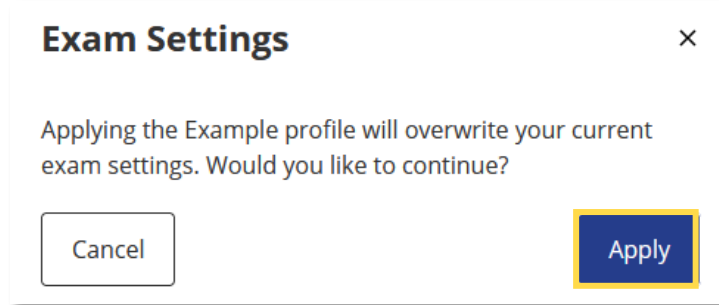 Exam Settings
Applying the Example profile will overwrite your current
exam settings. Would you like to continue?
Cancel
Apply